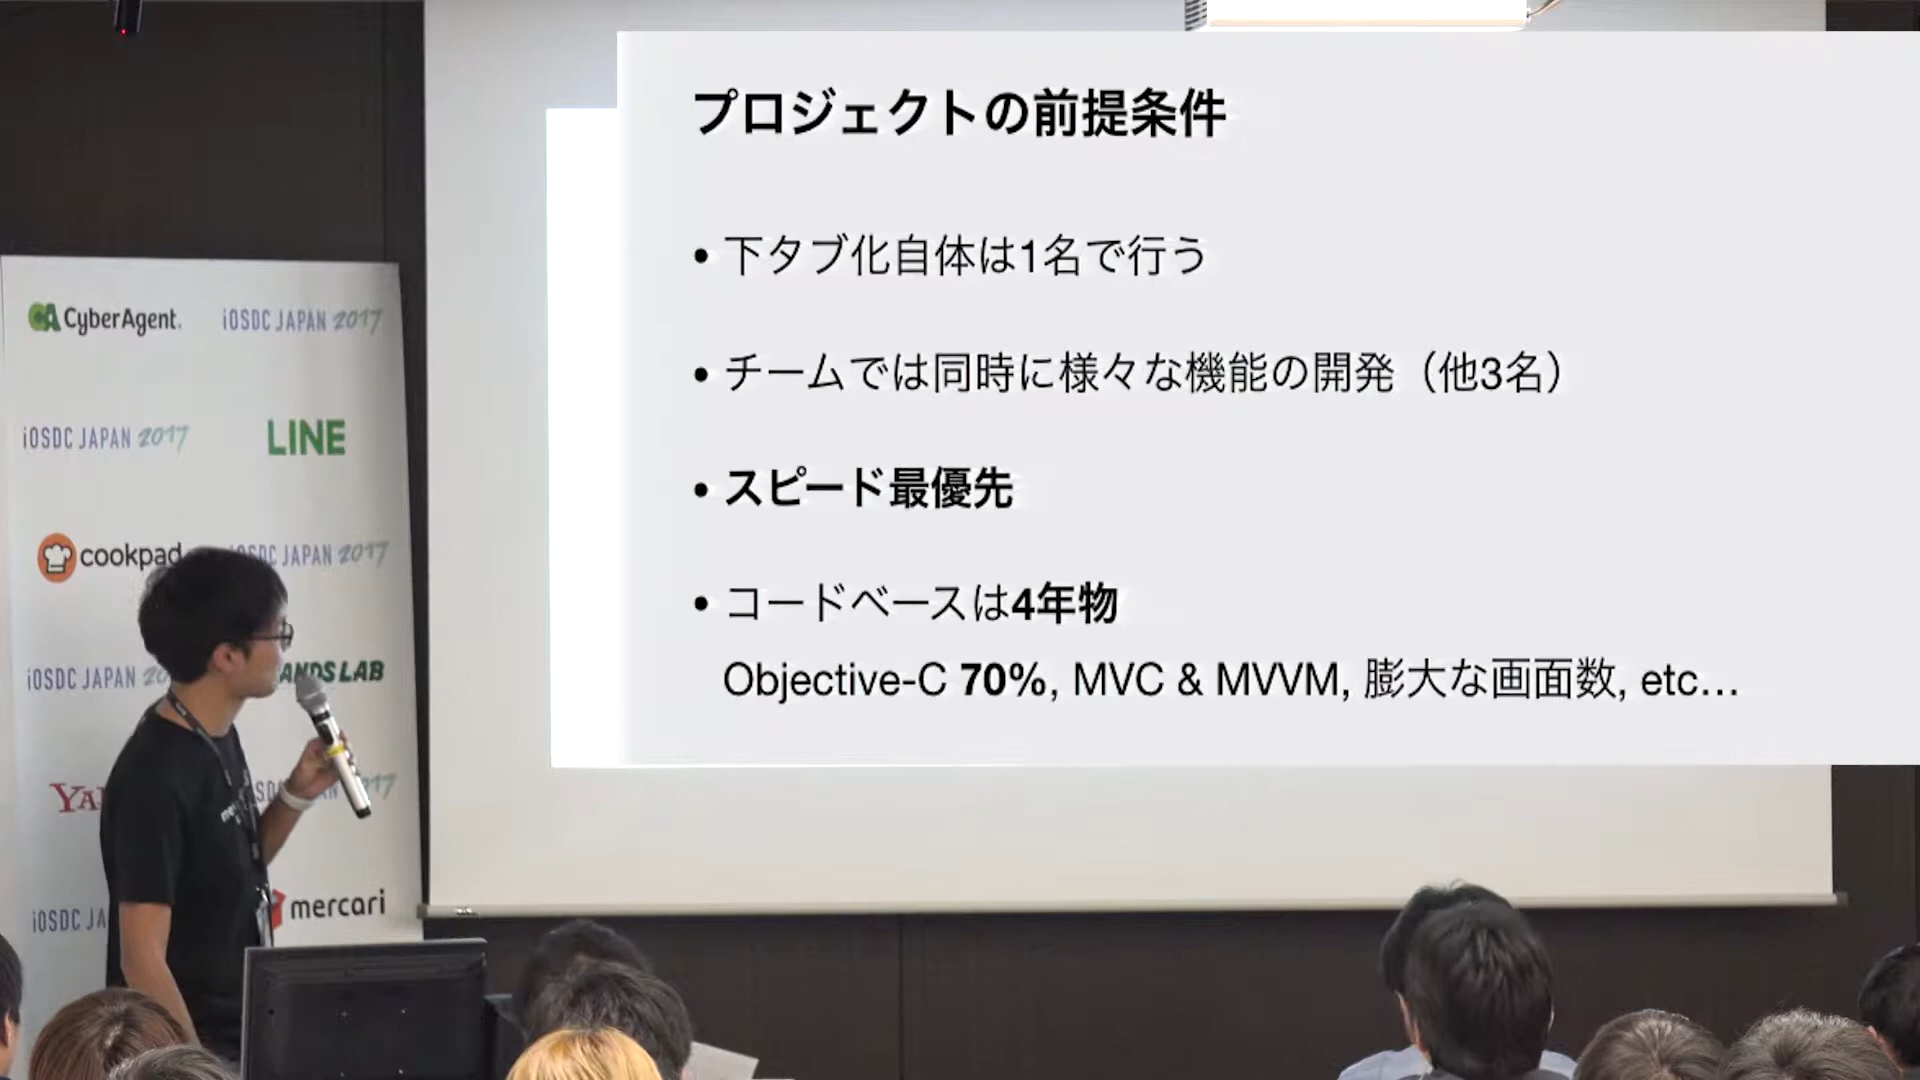 プロジェクトの前提条件
• 下タブ化自体は1名で行う
• チームでは同時に様々な機能の開発（他3名）
• スピード最優先
• コードベースは4年物
Objective-C 70%, MVC & MVVM, 膨大な画面数, etc...
CyberAgent.
iOSDC JAPAN 2017
iOSDC JAPAN 2017
LINE
cookpad
JAPAN 2017
iOSDC JAPAN
LAB
mercari